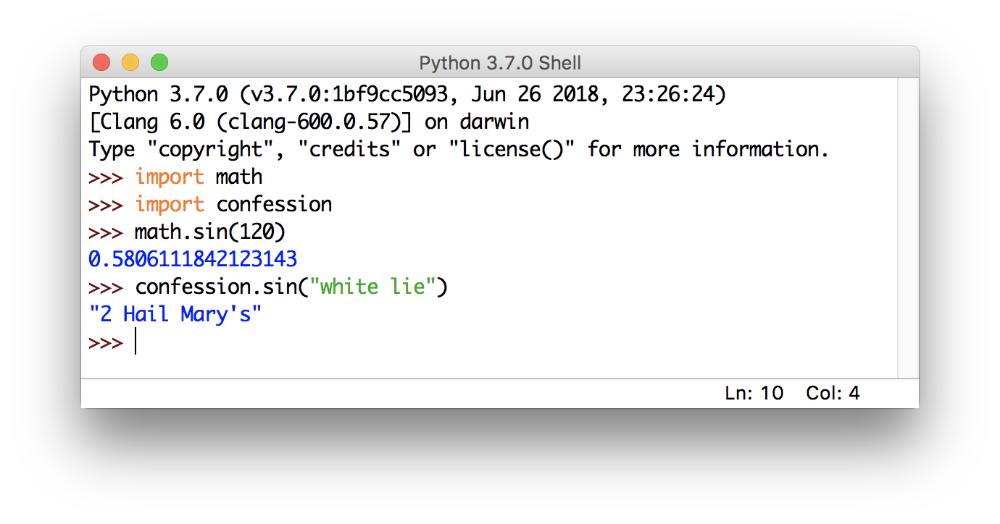 Python 3.7.0 Shell
Python 3.7.0 (v3.7.0:1bf9cc5093, Jun 26 2018, 23:26:24)
[Clang 6.0 (clang-600.0.57)] on darwin
Type "copyright", "credits" or "license()" for more information.
>>> import math
>>> import confession
>>> math.sin(120)
0.5806111842123143
>>> confession.sin("white lie")
"2 Hail Mary's"
>>>
Ln: 10 Col: 4